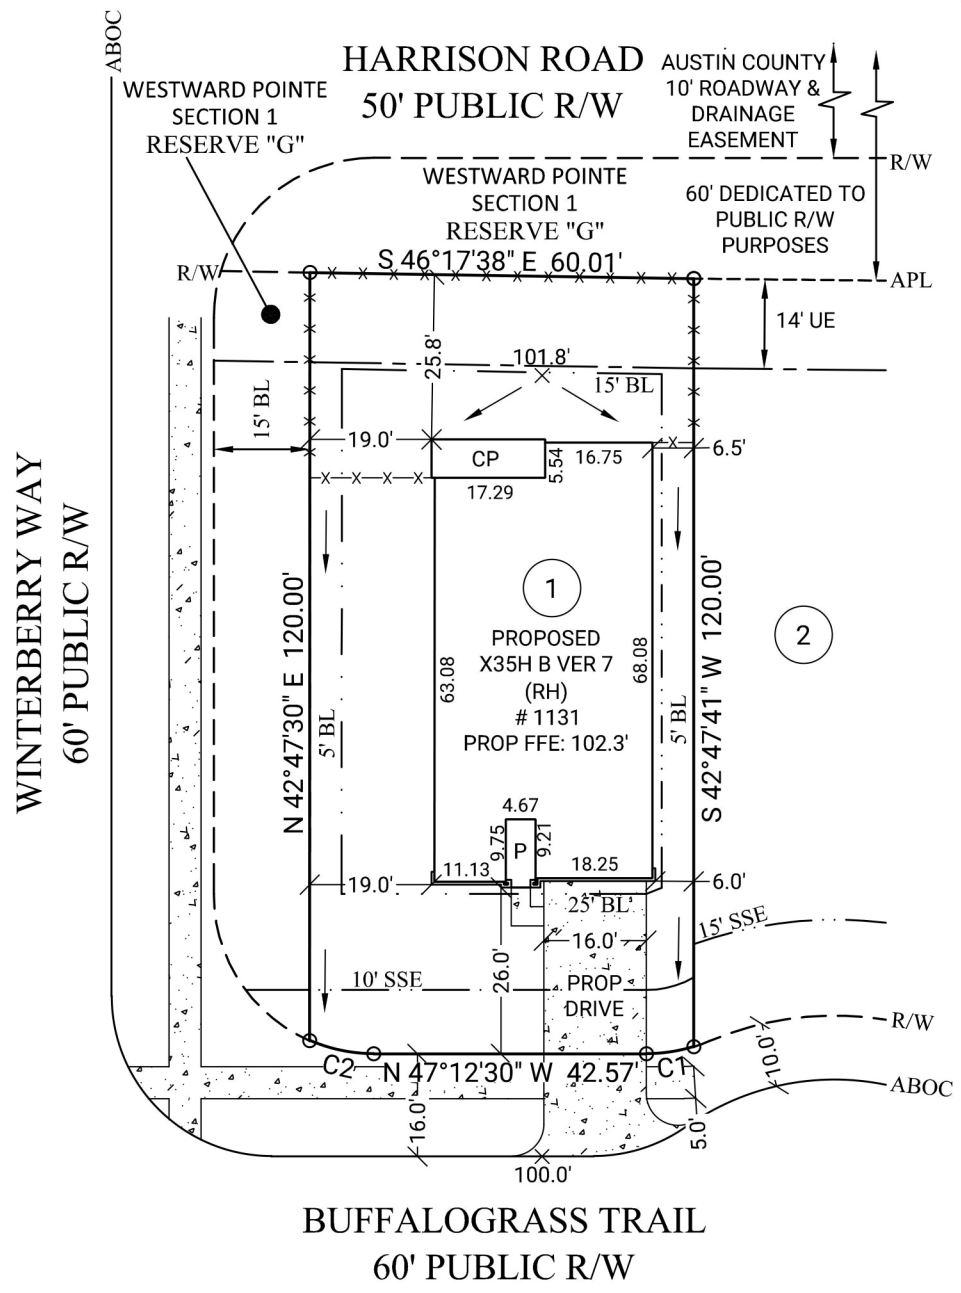 ABOC
HARRISON ROAD
50' PUBLIC R/W
AUSTIN COUNTY
10' ROADWAY &
DRAINAGE
EASEMENT
WESTWARD POINTE
SECTION 1
RESERVE "G"
R/W
WESTWARD POINTE
SECTION 1
RESERVE "G"
60' DEDICATED TO
PUBLIC R/W
PURPOSES
S 46°17'38" E 60.01'
R/W
APL
14' UE
25.8'
101.8'
15' BL
15' BL
19.0'
CP
5.54
16.75
6.5'
17.29
WINTERBERRY WAY
60' PUBLIC R/W
N 42°47'30" E 120.00'
5' BL
63.08
1
PROPOSED
X35H B VER 7
(RH)
# 1131
PROP FFE: 102.3'
68.08
5' BL
S 42°47'41" W 120.00'
2
4.67
9.75
P
9.21
11.13
18.25
19.0'
6.0'
25' BL
15' SSE
16.0'
26.0'
10' SSE
PROP
DRIVE
R/W
10.0'
C2
N 47°12'30" W 42.57'
C1
ABOC
16.0'
5.0'
100.0'
BUFFALOGRASS TRAIL
60' PUBLIC R/W